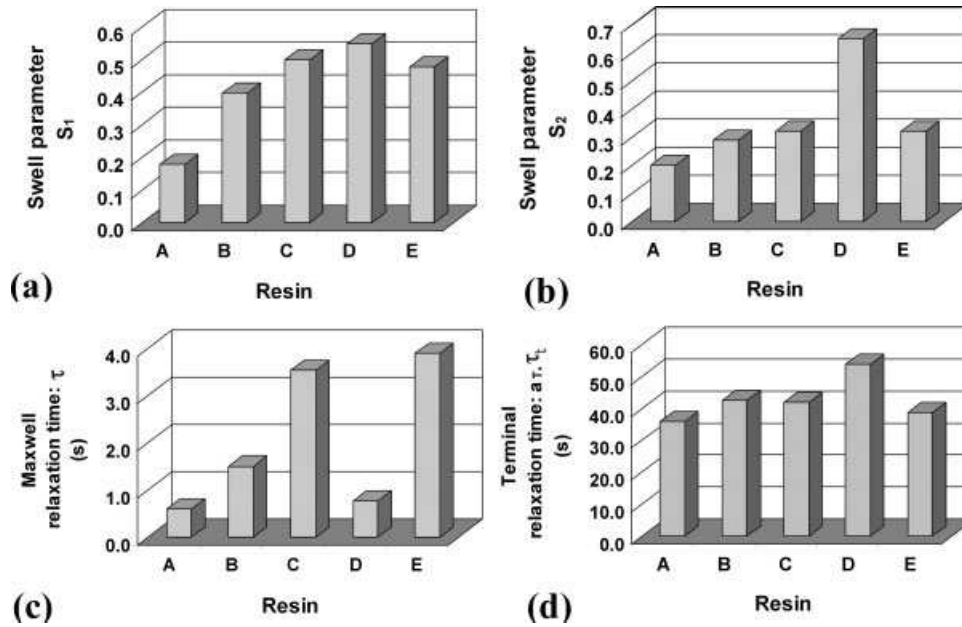 Swell parameter
S₁
0.6
0.5
0.4
0.3
0.2
0.1
0.0
A B C D E
Resin
(a)
Swell parameter
S₂
0.7
0.6
0.5
0.4
0.3
0.2
0.1
0.0
A B C D E
Resin
(b)
Maxwell
relaxation time: τ
(s)
4.0
3.0
2.0
1.0
0.0
A B C D E
Resin
(c)
Terminal
relaxation time: a T. τt
(s)
60.0
50.0
40.0
30.0
20.0
10.0
0.0
A B C D E
Resin
(d)